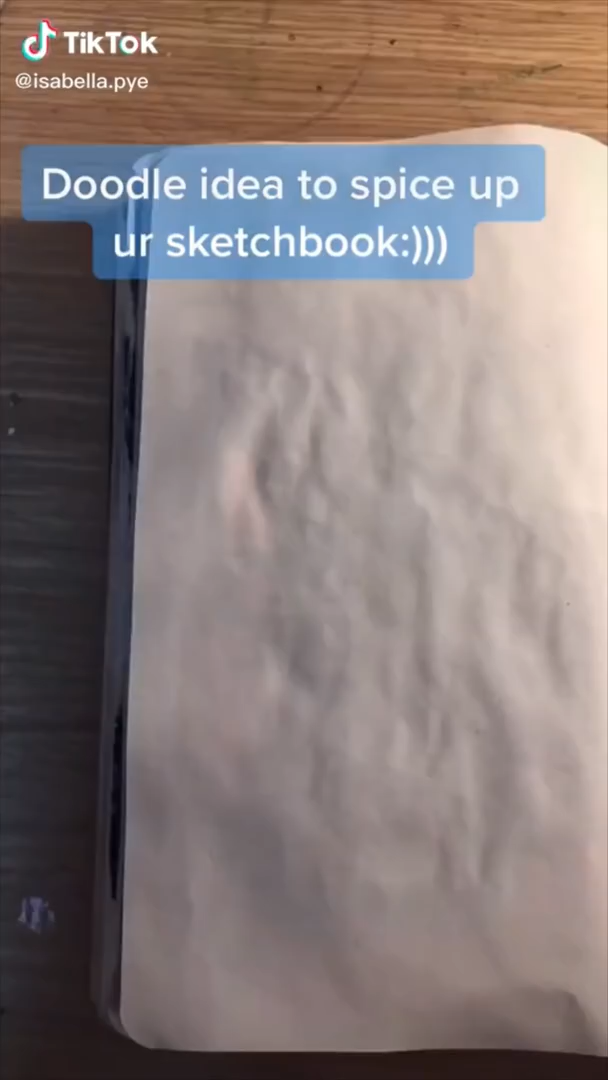 TikTok
@isabella.pye
Doodle idea to spice up
ur sketchbook:)))